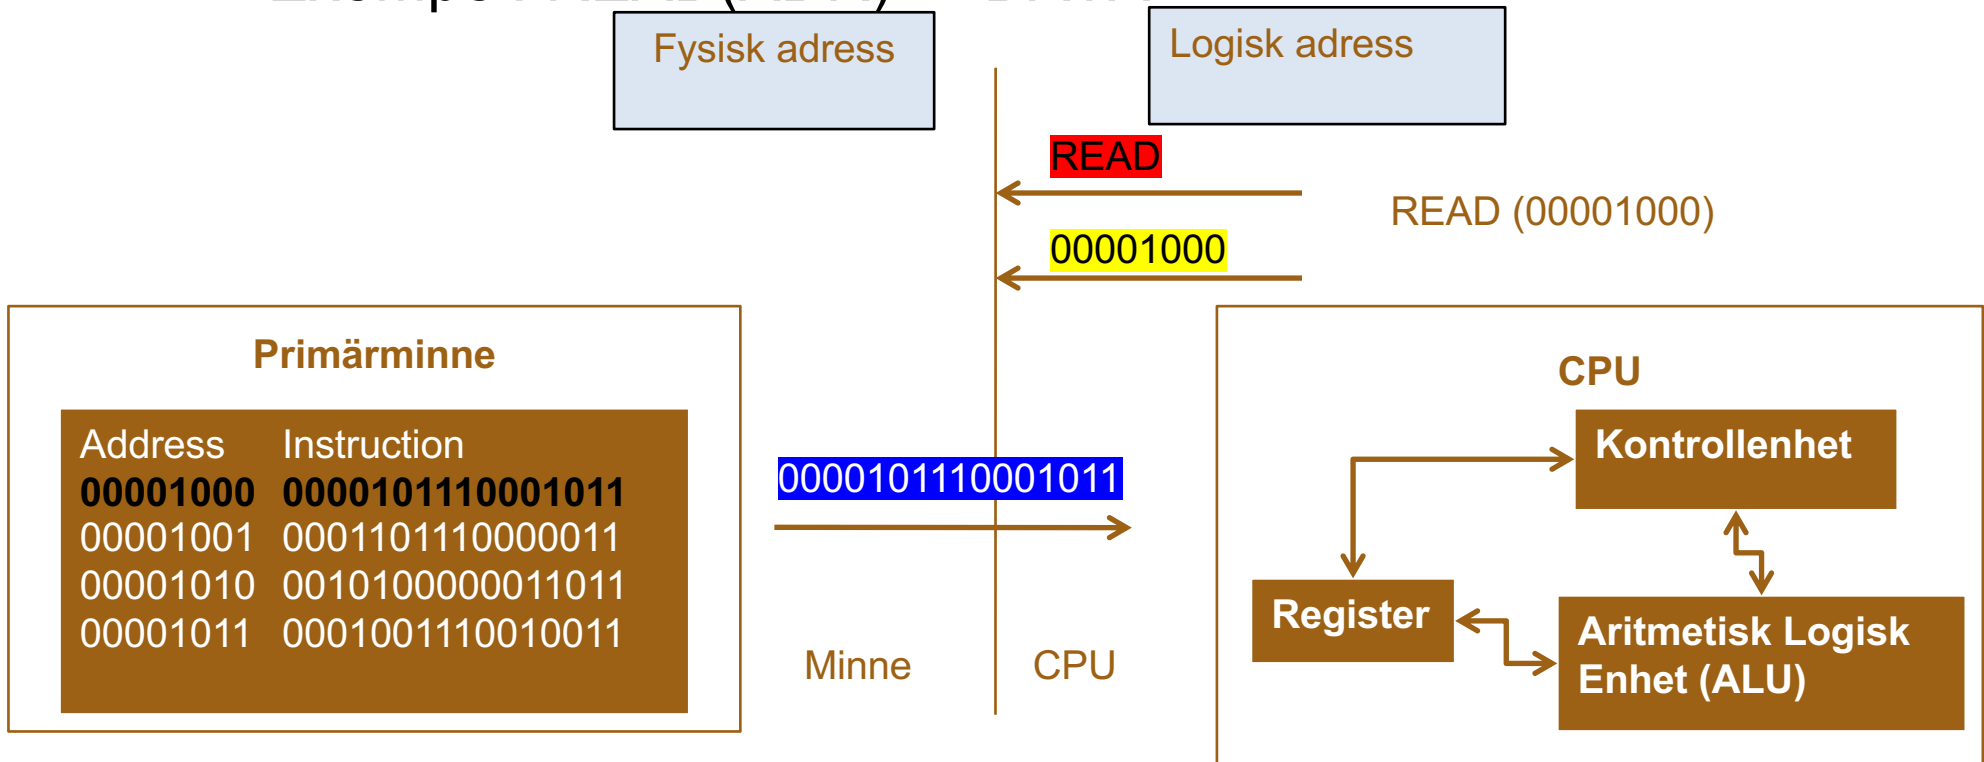 Fysisk adress
Logisk adress
READ
READ (00001000)
00001000
Primärminne
Address Instruction
00001000 0000101110001011
00001001 0001101110000011
00001010 0010100000011011
00001011 0001001110010011
0000101110001011
Minne
CPU
CPU
Kontrollenhet
Register
Aritmetisk Logisk
Enhet (ALU)